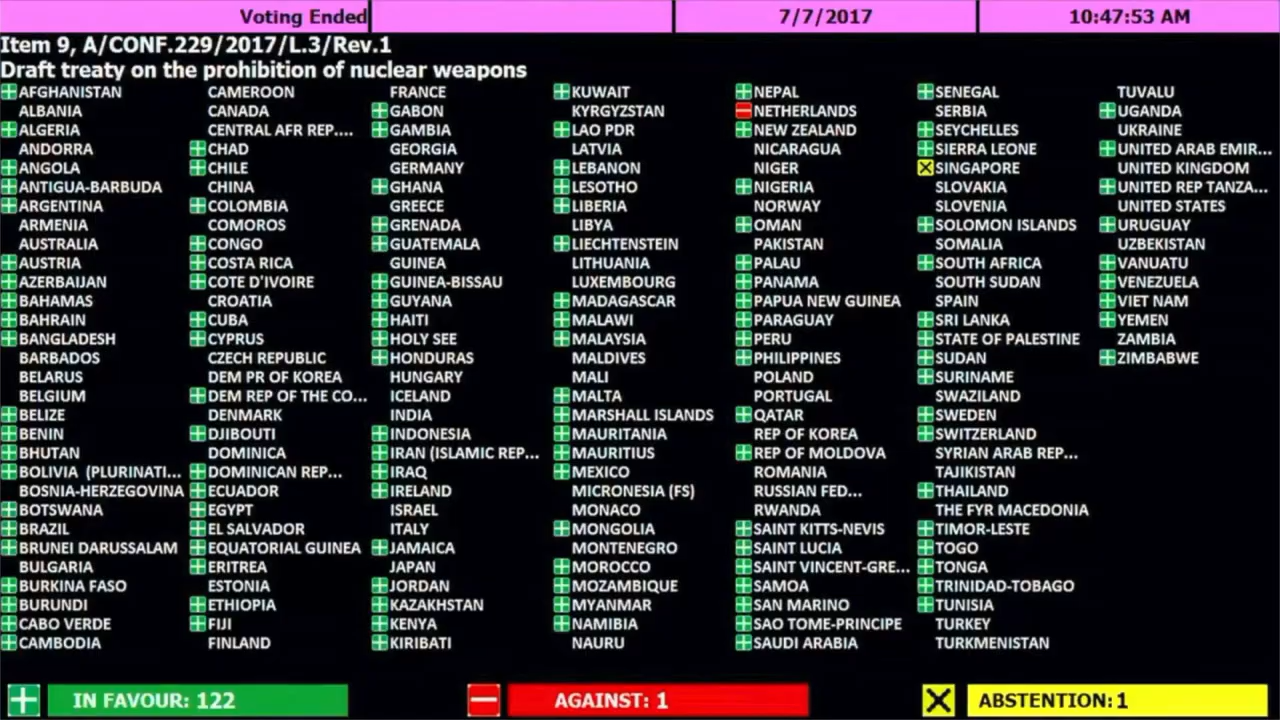 Voting Ended 7/7/2017 10:47:53 AM
Item 9, A/CONF.229/2017/L.3/Rev.1
Draft treaty on the prohibition of nuclear weapons
AFGHANISTAN
ALBANIA
ALGERIA
ANDORRA
ANGOLA
ANTIGUA-BARBUDA
ARGENTINA
ARMENIA
AUSTRALIA
AUSTRIA
AZERBAIJAN
BAHAMAS
BAHRAIN
BANGLADESH
BARBADOS
BELARUS
BELGIUM
BELIZE
BENIN
BHUTAN
BOLIVIA (PLURINATI...
BOSNIA-HERZEGOVINA
BOTSWANA
BRAZIL
BRUNEI DARUSSALAM
BULGARIA
BURKINA FASO
BURUNDI
CABO VERDE
CAMBODIA
CAMEROON
CANADA
CENTRAL AFR REP....
CHAD
CHILE
CHINA
COLOMBIA
COMOROS
CONGO
COSTA RICA
COTE D'IVOIRE
CROATIA
CUBA
CYPRUS
CZECH REPUBLIC
DEM PR OF KOREA
DEM REP OF THE CO...
DENMARK
DJIBOUTI
DOMINICA
DOMINICAN REP...
ECUADOR
EGYPT
EL SALVADOR
EQUATORIAL GUINEA
ERITREA
ESTONIA
ETHIOPIA
FIJI
FINLAND
FRANCE
GABON
GAMBIA
GEORGIA
GERMANY
GHANA
GREECE
GRENADA
GUATEMALA
GUINEA
GUINEA-BISSAU
GUYANA
HAITI
HOLY SEE
HONDURAS
HUNGARY
ICELAND
INDIA
INDONESIA
IRAN (ISLAMIC REP...
IRAQ
IRELAND
ISRAEL
ITALY
JAMAICA
JAPAN
JORDAN
KAZAKHSTAN
KENYA
KIRIBATI
KUWAIT
KYRGYZSTAN
LAO PDR
LATVIA
LEBANON
LESOTHO
LIBERIA
LIBYA
LIECHTENSTEIN
LITHUANIA
LUXEMBOURG
MADAGASCAR
MALAWI
MALAYSIA
MALDIVES
MALI
MALTA
MARSHALL ISLANDS
MAURITANIA
MAURITIUS
MEXICO
MICRONESIA (FS)
MONACO
MONGOLIA
MONTENEGRO
MOROCCO
MOZAMBIQUE
MYANMAR
NAMIBIA
NAURU
NEPAL
NETHERLANDS
NEW ZEALAND
NICARAGUA
NIGER
NIGERIA
NORWAY
OMAN
PAKISTAN
PALAU
PANAMA
PAPUA NEW GUINEA
PARAGUAY
PERU
PHILIPPINES
POLAND
PORTUGAL
QATAR
REP OF KOREA
REP OF MOLDOVA
ROMANIA
RUSSIAN FED...
RWANDA
SAINT KITTS-NEVIS
SAINT LUCIA
SAINT VINCENT-GRE...
SAMOA
SAN MARINO
SAO TOME-PRINCIPE
SAUDI ARABIA
SENEGAL
SERBIA
SEYCHELLES
SIERRA LEONE
SINGAPORE
SLOVAKIA
SLOVENIA
SOLOMON ISLANDS
SOMALIA
SOUTH AFRICA
SOUTH SUDAN
SPAIN
SRI LANKA
STATE OF PALESTINE
SUDAN
SURINAME
SWAZILAND
SWEDEN
SWITZERLAND
SYRIAN ARAB REP...
TAJIKISTAN
THAILAND
THE FYR MACEDONIA
TIMOR-LESTE
TOGO
TONGA
TRINIDAD-TOBAGO
TUNISIA
TURKEY
TURKMENISTAN
TUVALU
UGANDA
UKRAINE
UNITED ARAB EMIR...
UNITED KINGDOM
UNITED REP TANZA...
UNITED STATES
URUGUAY
UZBEKISTAN
VANUATU
VENEZUELA
VIET NAM
YEMEN
ZAMBIA
ZIMBABWE
IN FAVOUR: 122
AGAINST: 1
ABSTENTION: 1